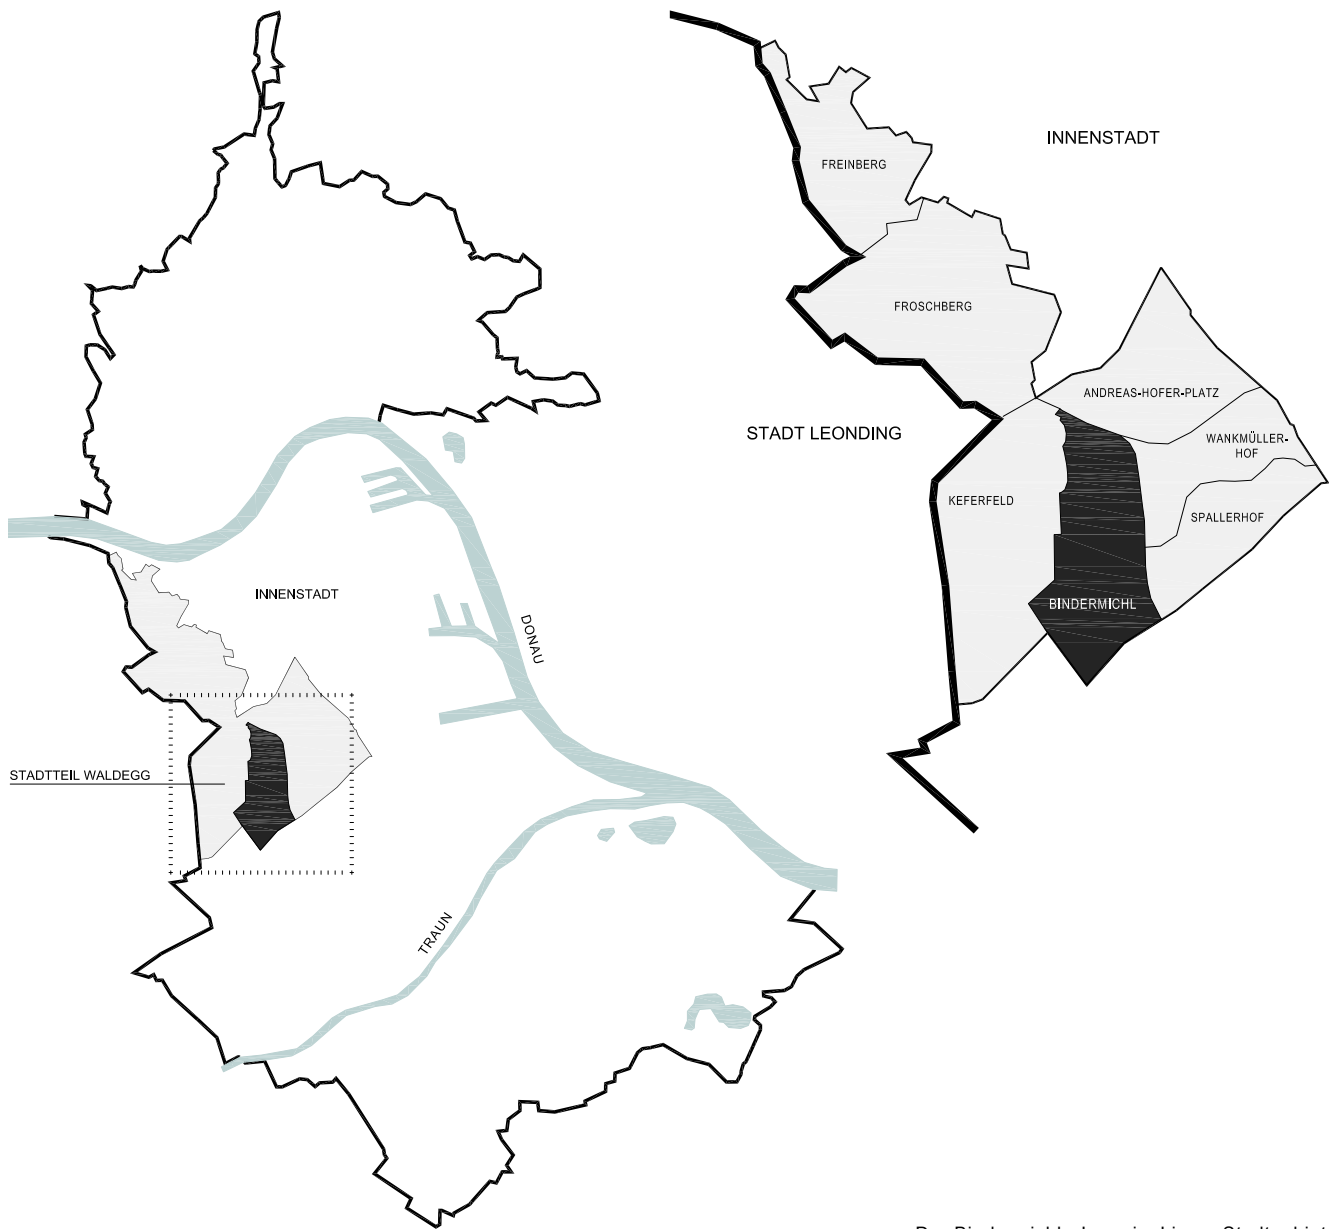 INNENSTADT
FREINBERG
FROSCHBERG
ANDREAS-HOFER-PLATZ
STADT LEONDING
WANKMÜLLER-
HOF
KEFERFELD
SPALLERHOF
BINDERMICHL
INNENSTADT
DONAU
STADTTEIL WALDEGG
TRAUN